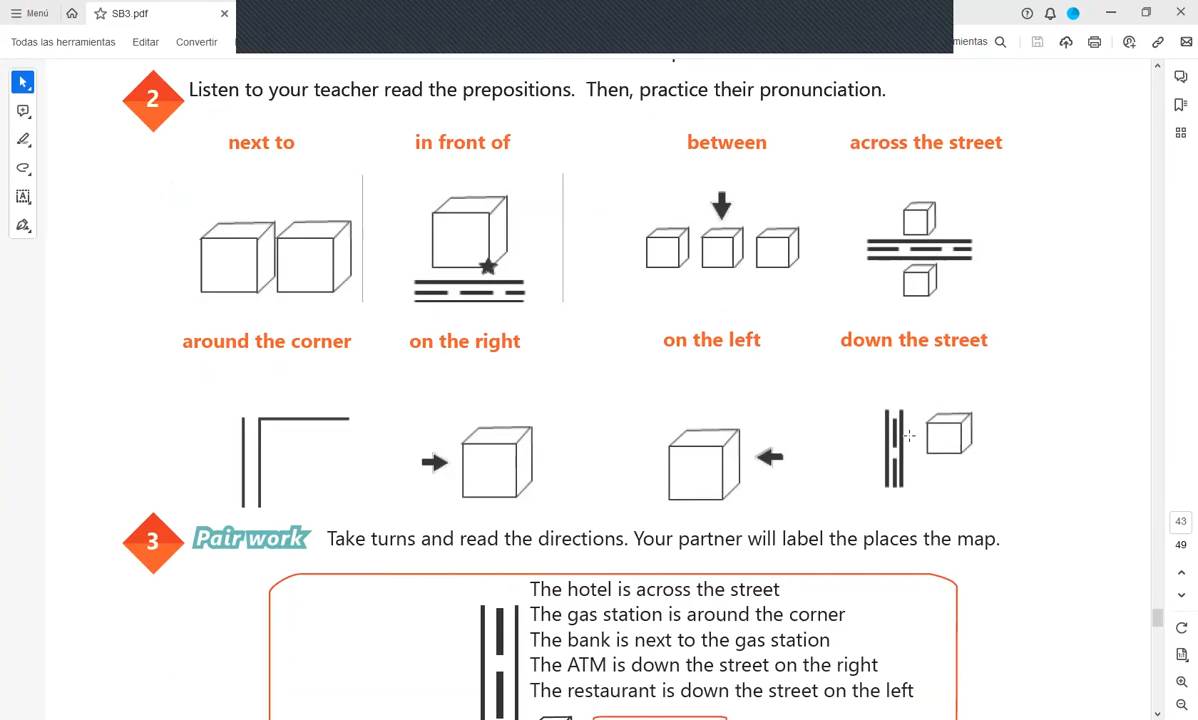 Menú
SB3.pdf
Todas las herramientas Editar Convertir
mientas
2 Listen to your teacher read the prepositions. Then, practice their pronunciation.
next to in front of between across the street
around the corner on the right on the left down the street
3 Pair work Take turns and read the directions. Your partner will label the places the map.
The hotel is across the street
The gas station is around the corner
The bank is next to the gas station
The ATM is down the street on the right
The restaurant is down the street on the left
43
49